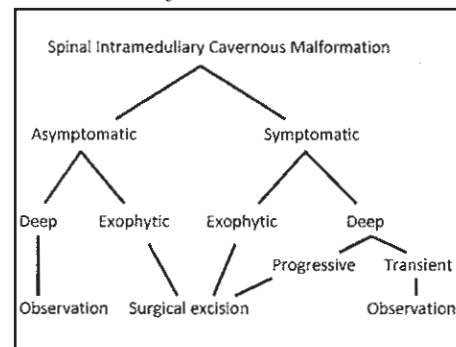 Spinal Intramedullary Cavernous Malformation
Asymptomatic Symptomatic
Deep Exophytic Exophytic Deep
Progressive Transient
Observation Surgical excision Observation